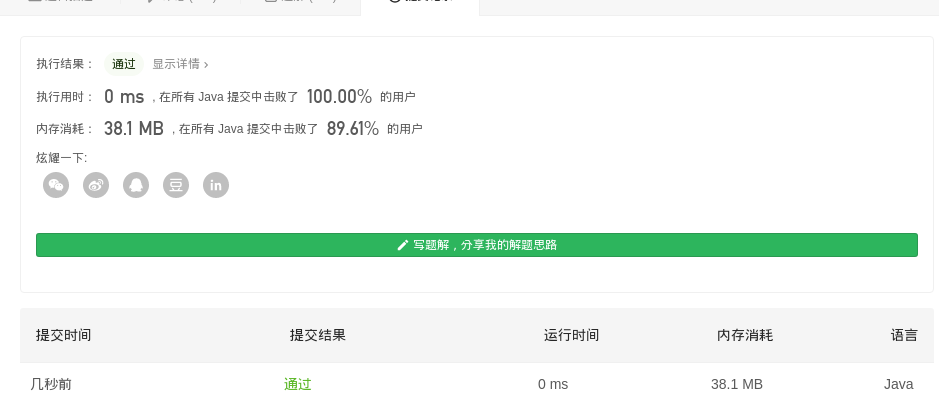 执行结果： 通过 显示详情 ›
执行用时： 0 ms , 在所有 Java 提交中击败了 100.00% 的用户
内存消耗： 38.1 MB , 在所有 Java 提交中击败了 89.61% 的用户
炫耀一下:
写题解，分享我的解题思路
提交时间 提交结果 运行时间 内存消耗 语言
几秒前 通过 0 ms 38.1 MB Java